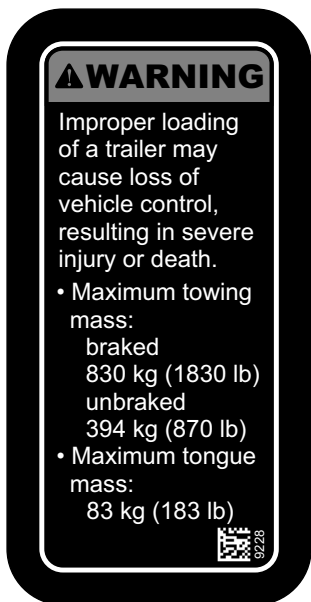 WARNING
Improper loading
of a trailer may
cause loss of
vehicle control,
resulting in severe
injury or death.
• Maximum towing
mass:
braked
830 kg (1830 lb)
unbraked
394 kg (870 lb)
• Maximum tongue
mass:
83 kg (183 lb)
9228